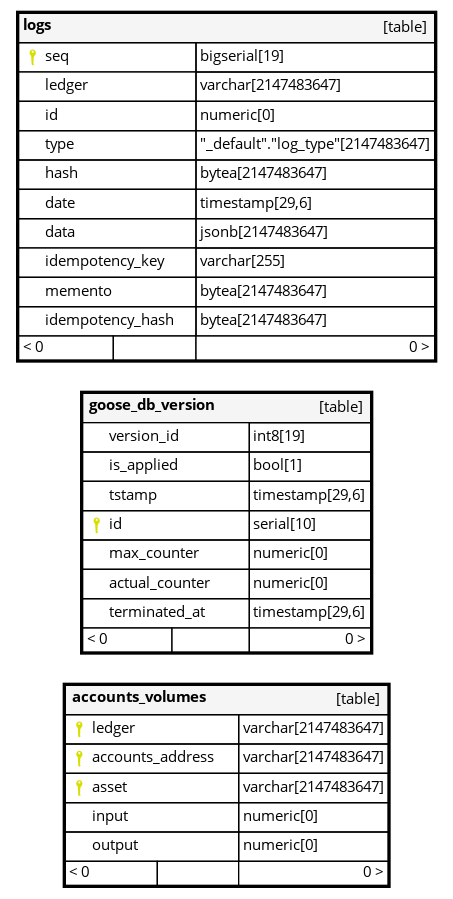 logs [table]
seq bigserial[19]
ledger varchar[2147483647]
id numeric[0]
type "_default"."log_type"[2147483647]
hash bytea[2147483647]
date timestamp[29,6]
data jsonb[2147483647]
idempotency_key varchar[255]
memento bytea[2147483647]
idempotency_hash bytea[2147483647]
< 0 0 >
goose_db_version [table]
version_id int8[19]
is_applied bool[1]
tstamp timestamp[29,6]
id serial[10]
max_counter numeric[0]
actual_counter numeric[0]
terminated_at timestamp[29,6]
< 0 0 >
accounts_volumes [table]
ledger varchar[2147483647]
accounts_address varchar[2147483647]
asset varchar[2147483647]
input numeric[0]
output numeric[0]
< 0 0 >